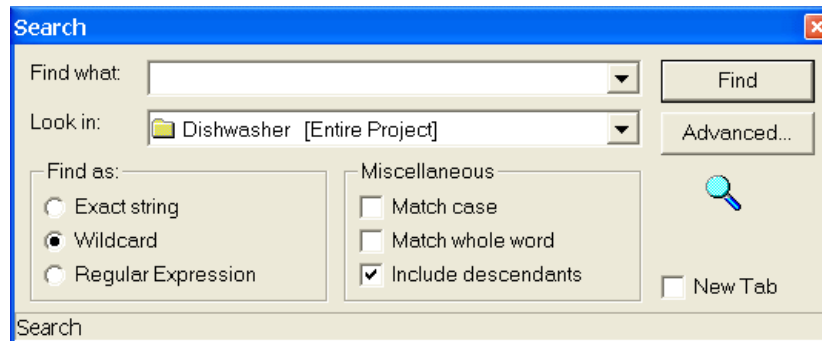 Search
Find what:
Find
Look in:
Dishwasher [Entire Project]
Advanced...
Find as:
Exact string
Wildcard
Regular Expression
Miscellaneous
Match case
Match whole word
Include descendants
New Tab
Search